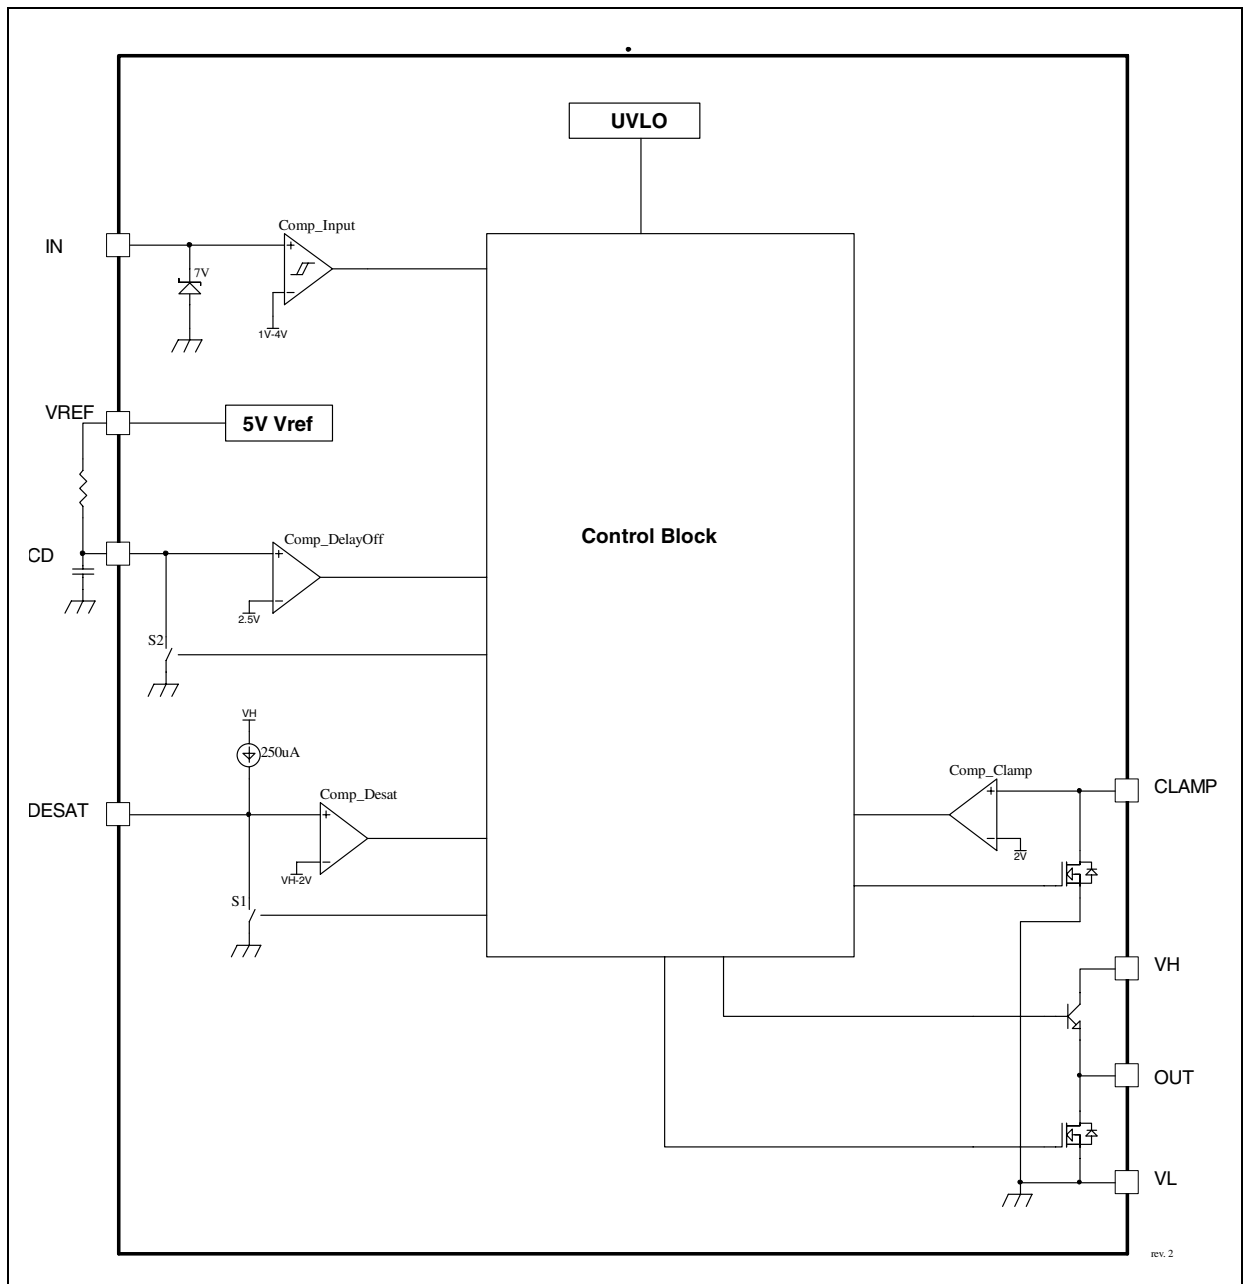 UVLO
Comp_Input
IN
+
7V
−
1V-4V
VREF
5V Vref
Control Block
Comp_DelayOff
CD
+
−
2.5V
S2
VH
250uA
Comp_Desat
DESAT
+
−
VH-2V
S1
Comp_Clamp
CLAMP
+
−
2V
VH
OUT
VL
rev. 2